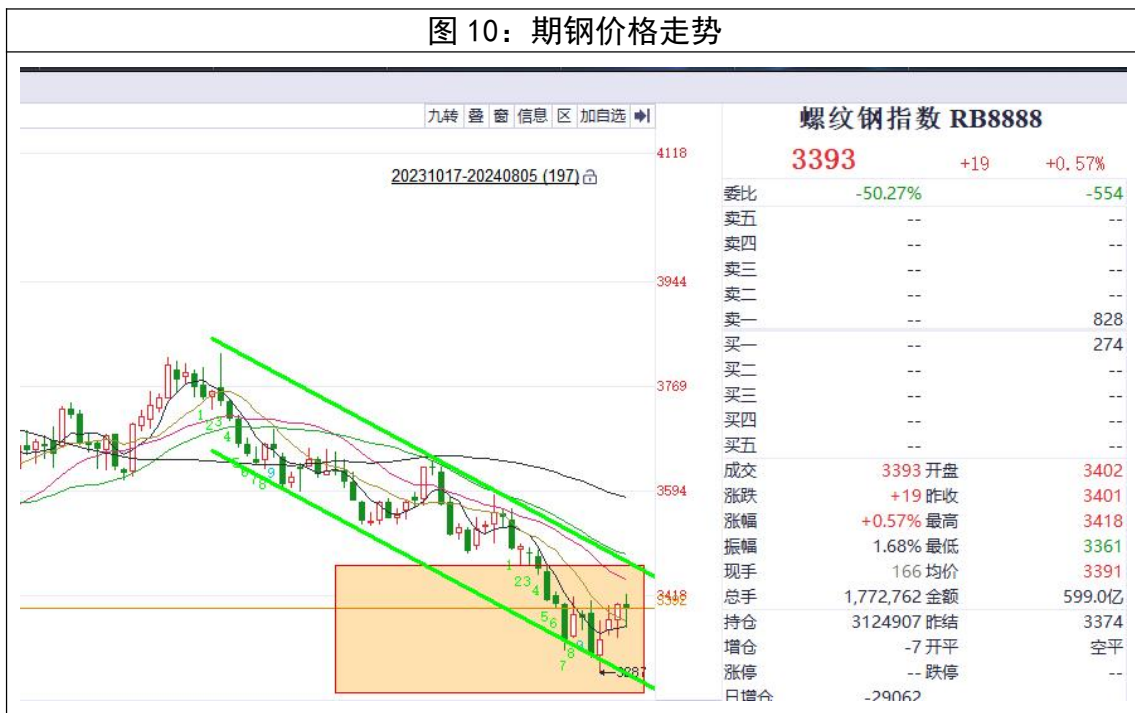 图 10：期钢价格走势
九转 叠 窗 信息 区 加自选
20231017-20240805 (197)
4118
3944
3769
3594
3418
3392
1
2
3
4
5
6
7
8
9
1
2
3
4
5
6
7
8
9
3287
螺纹钢指数 RB8888
3393 +19 +0.57%
委比 -50.27% -554
卖五 -- --
卖四 -- --
卖三 -- --
卖二 -- --
卖一 -- 828
买一 -- 274
买二 -- --
买三 -- --
买四 -- --
买五 -- --
成交 3393 开盘 3402
涨跌 +19 昨收 3401
涨幅 +0.57% 最高 3418
振幅 1.68% 最低 3361
现手 166 均价 3391
总手 1,772,762 金额 599.0亿
持仓 3124907 昨结 3374
增仓 -7 开平 空平
涨停 -- 跌停 --
日增仓 -29062